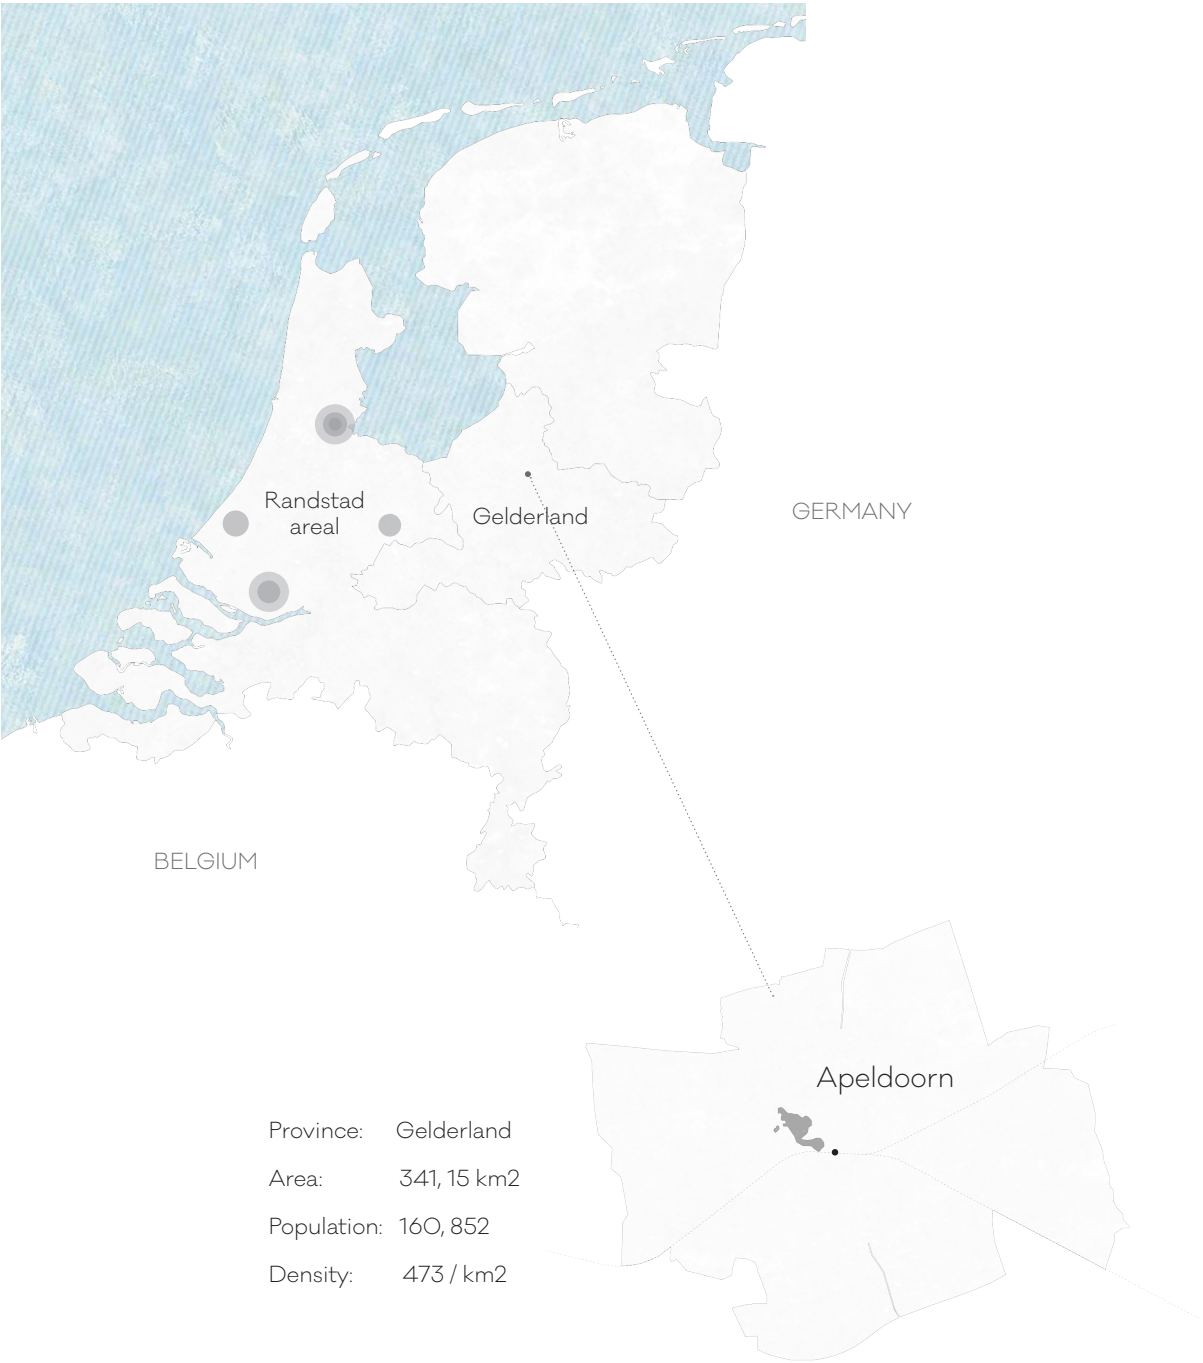 Randstad
areal
Gelderland
GERMANY
BELGIUM
Apeldoorn
Province: Gelderland
Area: 341, 15 km2
Population: 160, 852
Density: 473 / km2